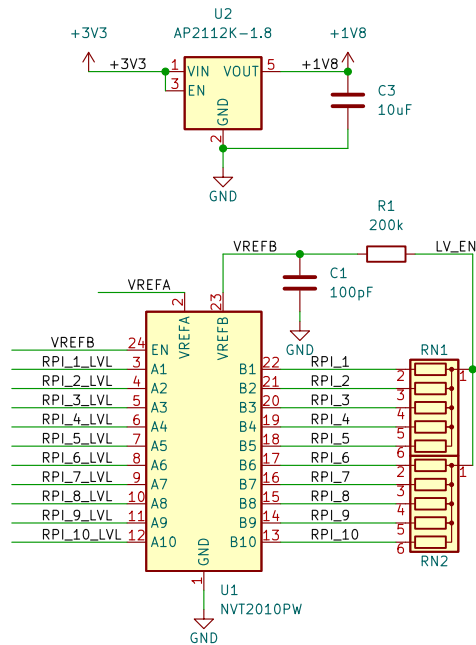 U2
AP2112K-1.8
+3V3
+1V8
+3V3
1
VIN
VOUT
5
+1V8
3
EN
GND
2
C3
10uF
GND
R1
200k
VREFB
LV_EN
C1
100pF
GND
VREFA
2
23
VREFA
VREFB
VREFB
24
EN
RPI_1_LVL
3
A1
B1
22
RPI_1
RN1
2
1
RPI_2_LVL
4
A2
B2
21
RPI_2
3
RPI_3_LVL
5
A3
B3
20
RPI_3
4
RPI_4_LVL
6
A4
B4
19
RPI_4
5
RPI_5_LVL
7
A5
B5
18
RPI_5
6
RPI_6_LVL
8
A6
B6
17
RPI_6
2
1
RPI_7_LVL
9
A7
B7
16
RPI_7
3
RPI_8_LVL
10
A8
B8
15
RPI_8
4
RPI_9_LVL
11
A9
B9
14
RPI_9
5
RPI_10_LVL
12
A10
B10
13
RPI_10
6
RN2
GND
1
U1
NVT2010PW
GND